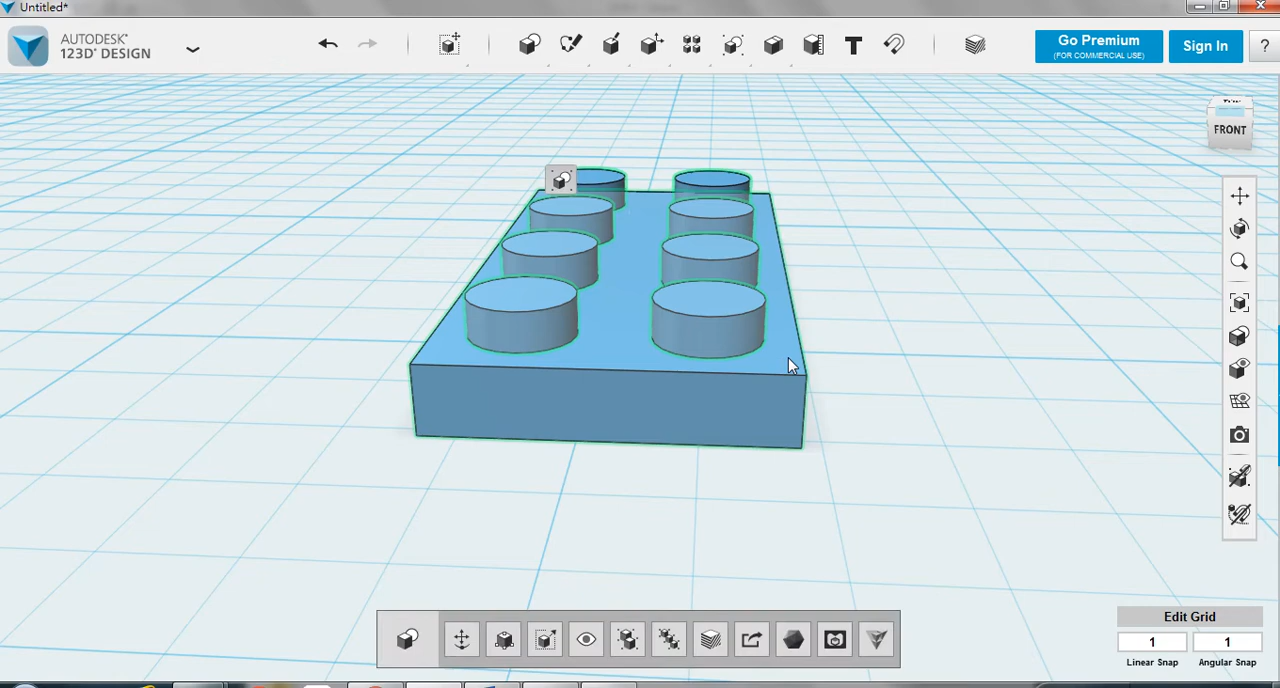 Untitled*
AUTODESK®
123D® DESIGN
Go Premium
(FOR COMMERCIAL USE)
Sign In
?
FRONT
Edit Grid
1
1
Linear Snap
Angular Snap